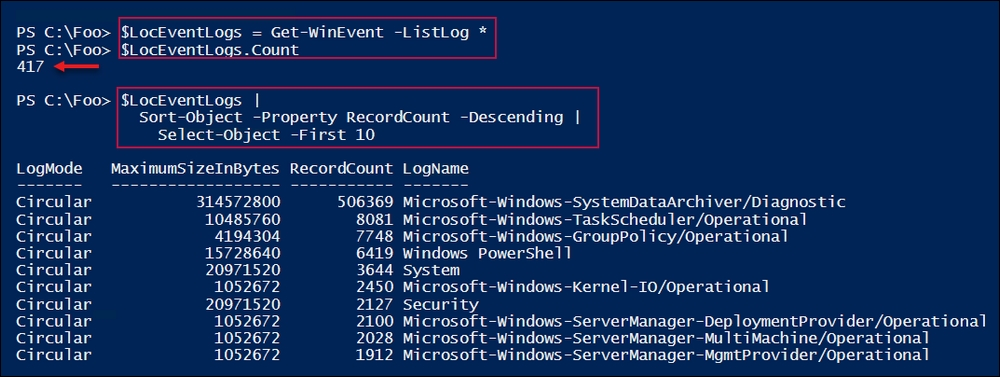 PS C:\Foo> $LocEventLogs = Get-WinEvent -ListLog *
PS C:\Foo> $LocEventLogs.Count
417
PS C:\Foo> $LocEventLogs |
Sort-Object -Property RecordCount -Descending |
Select-Object -First 10
LogMode MaximumSizeInBytes RecordCount LogName
------- ------------------ ----------- -------
Circular 314572800 506369 Microsoft-Windows-SystemDataArchiver/Diagnostic
Circular 10485760 8081 Microsoft-Windows-TaskScheduler/Operational
Circular 4194304 7748 Microsoft-Windows-GroupPolicy/Operational
Circular 15728640 6419 Windows PowerShell
Circular 20971520 3644 System
Circular 1052672 2450 Microsoft-Windows-Kernel-IO/Operational
Circular 20971520 2127 Security
Circular 1052672 2100 Microsoft-Windows-ServerManager-DeploymentProvider/Operational
Circular 1052672 2028 Microsoft-Windows-ServerManager-MultiMachine/Operational
Circular 1052672 1912 Microsoft-Windows-ServerManager-MgmtProvider/Operational